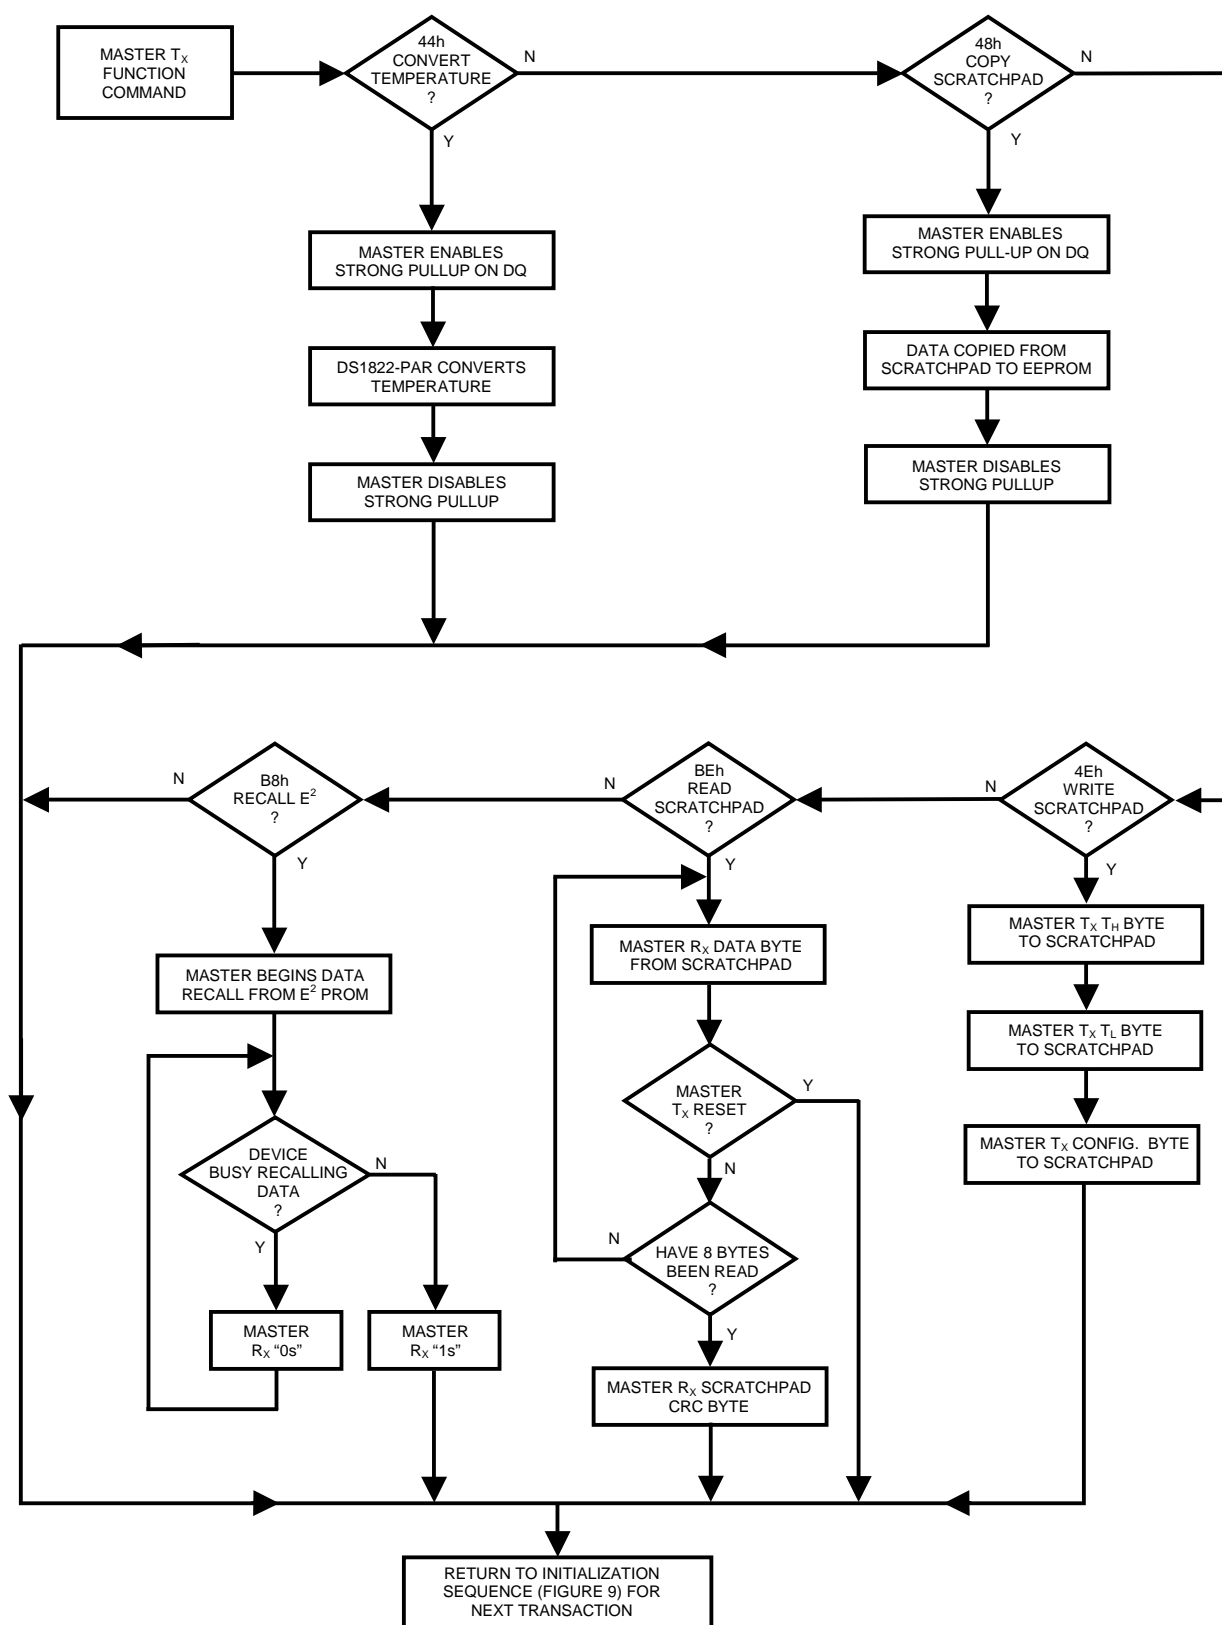 MASTER TX
FUNCTION
COMMAND
44h
CONVERT
TEMPERATURE
?
N
Y
48h
COPY
SCRATCHPAD
?
N
Y
MASTER ENABLES
STRONG PULLUP ON DQ
MASTER ENABLES
STRONG PULL-UP ON DQ
DS1822-PAR CONVERTS
TEMPERATURE
DATA COPIED FROM
SCRATCHPAD TO EEPROM
MASTER DISABLES
STRONG PULLUP
MASTER DISABLES
STRONG PULLUP
B8h
RECALL E²
?
N
Y
BEh
READ
SCRATCHPAD
?
N
Y
4Eh
WRITE
SCRATCHPAD
?
N
Y
MASTER BEGINS DATA
RECALL FROM E² PROM
MASTER RX DATA BYTE
FROM SCRATCHPAD
MASTER TX TH BYTE
TO SCRATCHPAD
MASTER TX TL BYTE
TO SCRATCHPAD
MASTER
TX RESET
?
Y
N
MASTER TX CONFIG. BYTE
TO SCRATCHPAD
DEVICE
BUSY RECALLING
DATA
?
N
Y
HAVE 8 BYTES
BEEN READ
?
N
Y
MASTER
RX “0s”
MASTER
RX “1s”
MASTER RX SCRATCHPAD
CRC BYTE
RETURN TO INITIALIZATION
SEQUENCE (FIGURE 9) FOR
NEXT TRANSACTION